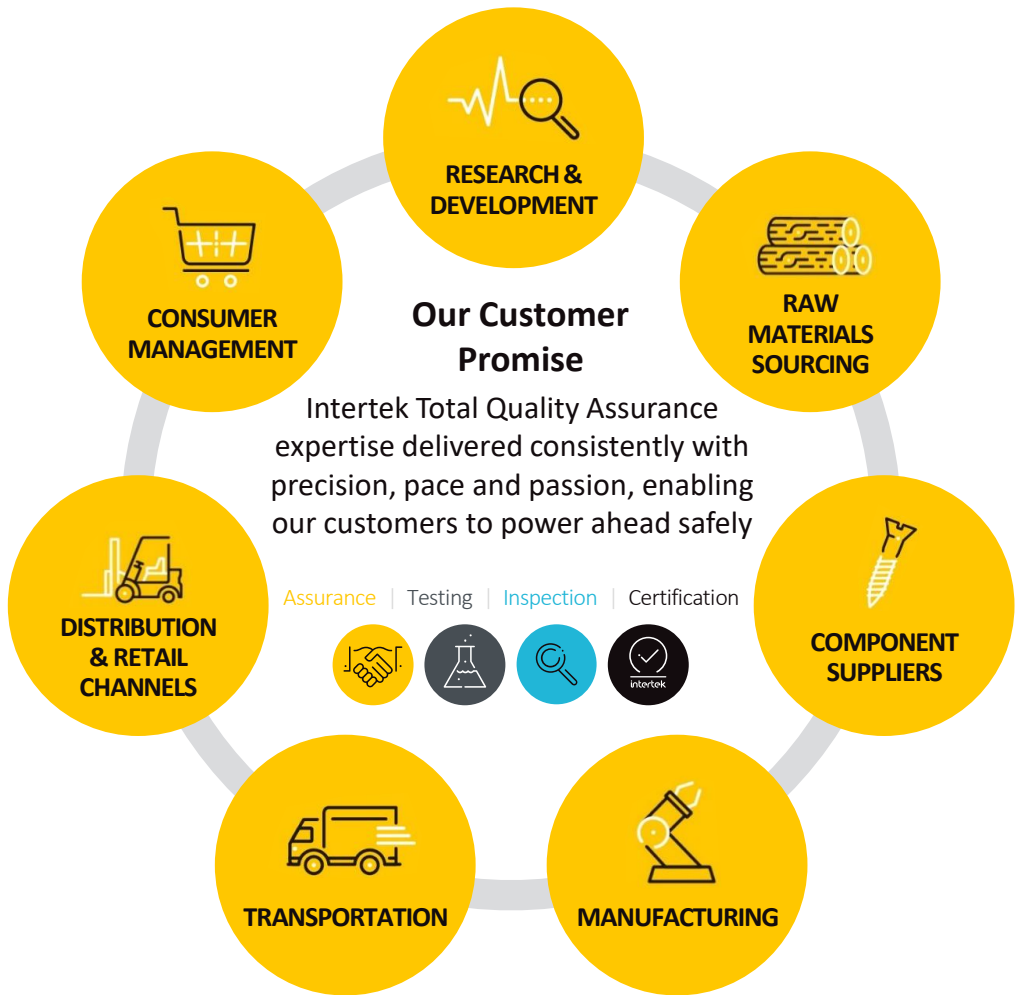 RESEARCH &
DEVELOPMENT
RAW
MATERIALS
SOURCING
COMPONENT
SUPPLIERS
MANUFACTURING
TRANSPORTATION
DISTRIBUTION
& RETAIL
CHANNELS
CONSUMER
MANAGEMENT
Our Customer
Promise
Intertek Total Quality Assurance
expertise delivered consistently with
precision, pace and passion, enabling
our customers to power ahead safely
Assurance | Testing | Inspection | Certification
intertek